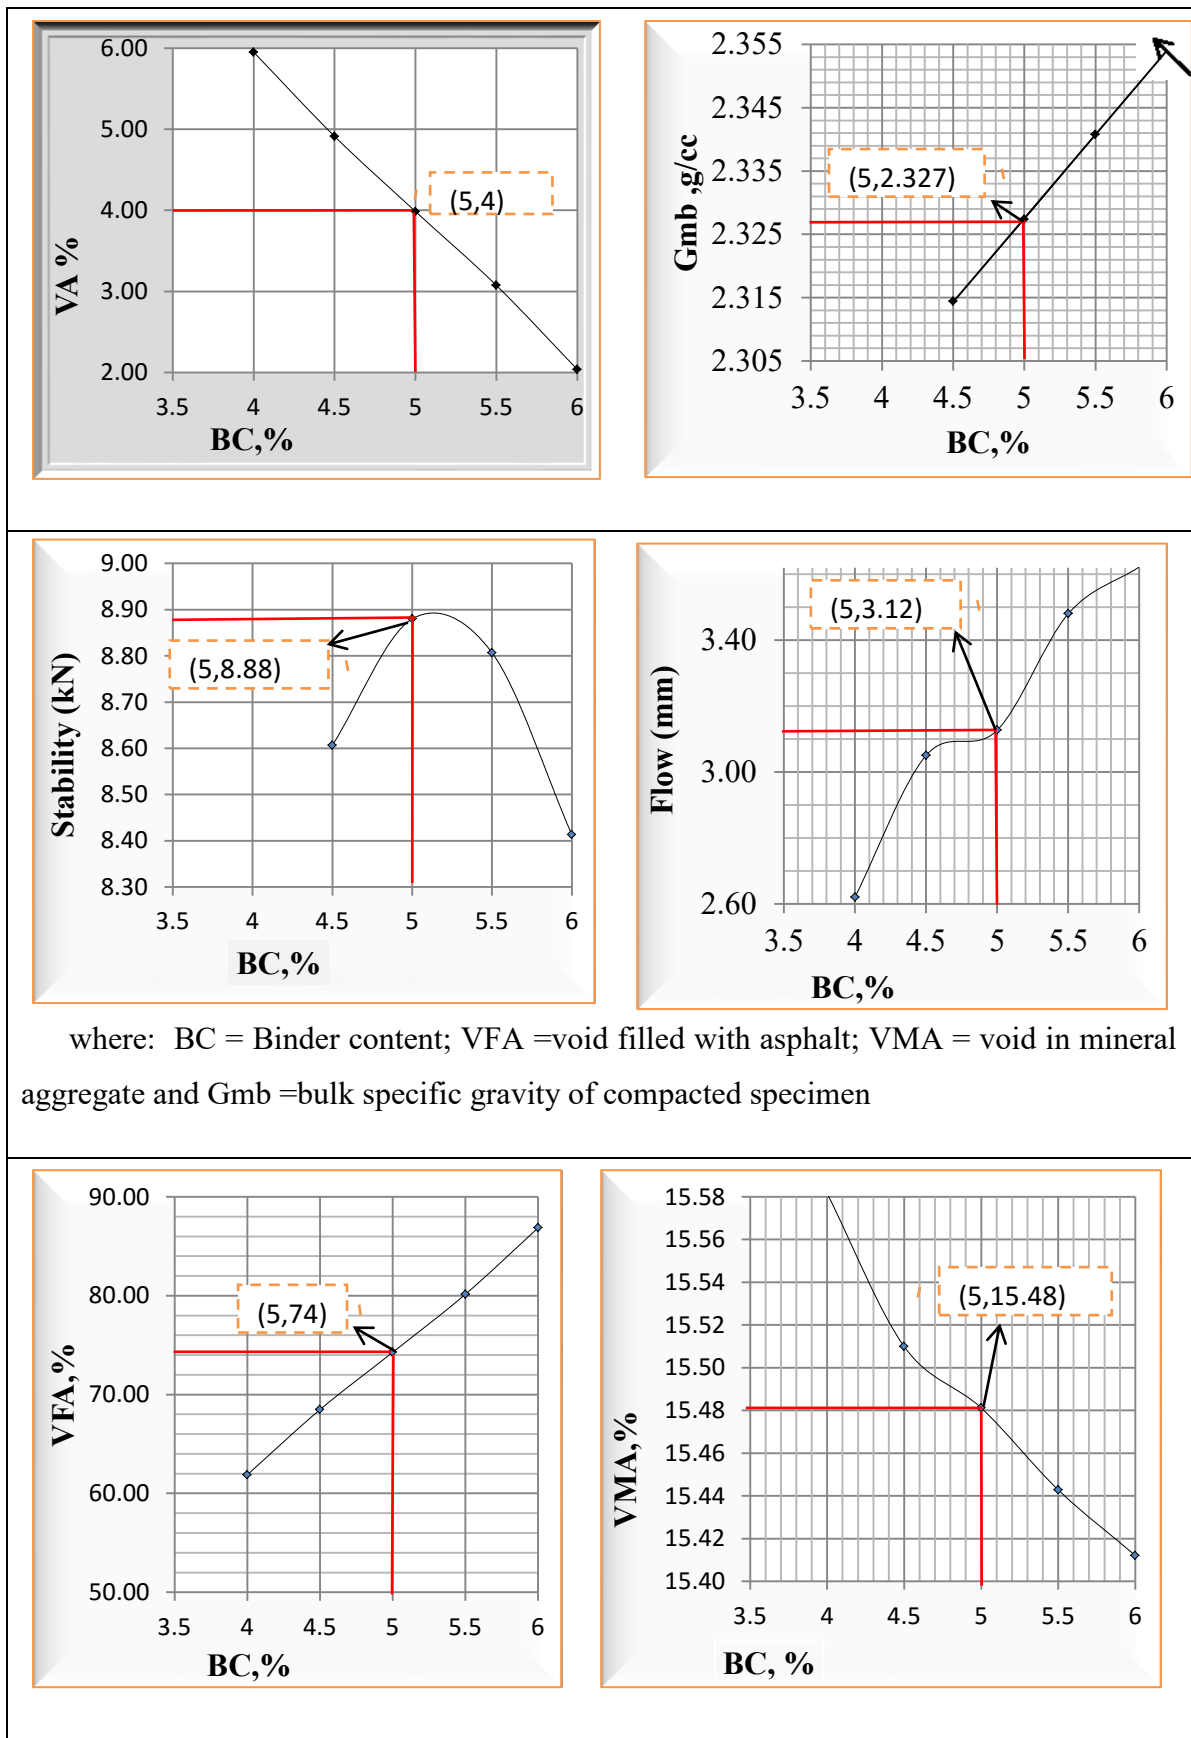 6.00
5.00
4.00
3.00
2.00
VA %
(5,4)
3.5 4 4.5 5 5.5 6
BC,%
2.355
2.345
2.335
2.325
2.315
2.305
Gmb ,g/cc
(5,2.327)
3.5 4 4.5 5 5.5 6
BC,%
9.00
8.90
8.80
8.70
8.60
8.50
8.40
8.30
Stability (kN)
(5,8.88)
3.5 4 4.5 5 5.5 6
BC,%
3.40
3.00
2.60
Flow (mm)
(5,3.12)
3.5 4 4.5 5 5.5 6
BC,%
where: BC = Binder content; VFA =void filled with asphalt; VMA = void in mineral
aggregate and Gmb =bulk specific gravity of compacted specimen
90.00
80.00
70.00
60.00
50.00
VFA,%
(5,74)
3.5 4 4.5 5 5.5 6
BC,%
15.58
15.56
15.54
15.52
15.50
15.48
15.46
15.44
15.42
15.40
VMA,%
(5,15.48)
3.5 4 4.5 5 5.5 6
BC, %